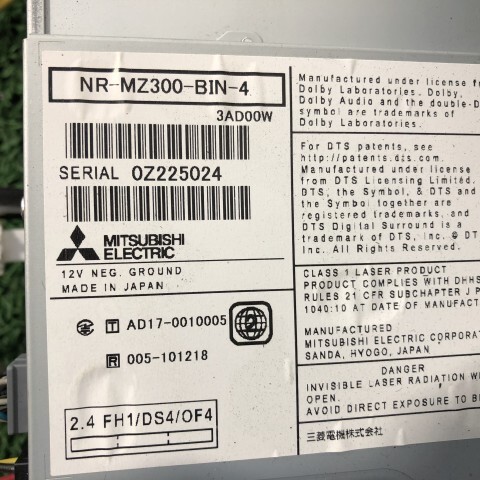 NR-MZ300-BIN-4
3AD00W
SERIAL 0Z225024
MITSUBISHI
ELECTRIC
12V NEG. GROUND
MADE IN JAPAN
T AD17-0010005
2
R 005-101218
2.4 FH1/DS4/OF4
Manufactured under license
Dolby Laboratories. Dolby,
Dolby Audio and the double-D
symbol are trademarks of
Dolby Laboratories.
For DTS patents, see
http://patents.dts.com.
Manufactured under license
from DTS Licensing Limited.
DTS, the Symbol, & DTS and
the Symbol together are
registered trademarks, and
DTS Digital Surround is a
trademark of DTS, Inc. © DT
Inc. All Rights Reserved.
CLASS 1 LASER PRODUCT
PRODUCT COMPLIES WITH DHHS
RULES 21 CFR SUBCHAPTER J P
1040:10 AT DATE OF MANUFAC
MANUFACTURED
MITSUBISHI ELECTRIC CORPORAT
SANDA, HYOGO, JAPAN
DANGER
INVISIBLE LASER RADIATION
OPEN.
AVOID DIRECT EXPOSURE TO
三菱電機株式会社